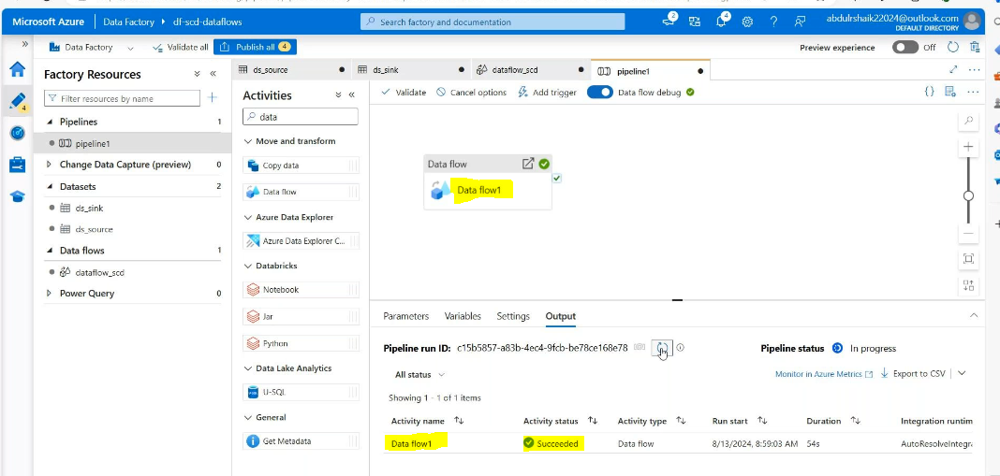 Microsoft Azure
Data Factory
df-scd-dataflows
Search factory and documentation
2
4
abdulrshaik22024@outlook.com
DEFAULT DIRECTORY
Data Factory
Validate all
Publish all 4
Preview experience
Off
Factory Resources
Filter resources by name
4
Pipelines 1
pipeline1
Change Data Capture (preview) 0
Datasets 2
ds_sink
ds_source
Data flows 1
dataflow_scd
Power Query 0
ds_source
ds_sink
dataflow_scd
pipeline1
Activities
data
Move and transform
Copy data
Data flow
Azure Data Explorer
Azure Data Explorer C...
Databricks
Notebook
Jar
Python
Data Lake Analytics
U-SQL
General
Get Metadata
Validate
Cancel options
Add trigger
Data flow debug
Data flow
Data flow1
Parameters
Variables
Settings
Output
Pipeline run ID: c15b5857-a83b-4ec4-9fcb-be78ce168e78
Pipeline status In progress
All status
Monitor in Azure Metrics
Export to CSV
Showing 1 - 1 of 1 items
Activity name Activity status Activity type Run start Duration Integration runtim
Data flow1 Succeeded Data flow 8/13/2024, 8:59:03 AM 54s AutoResolveIntegra